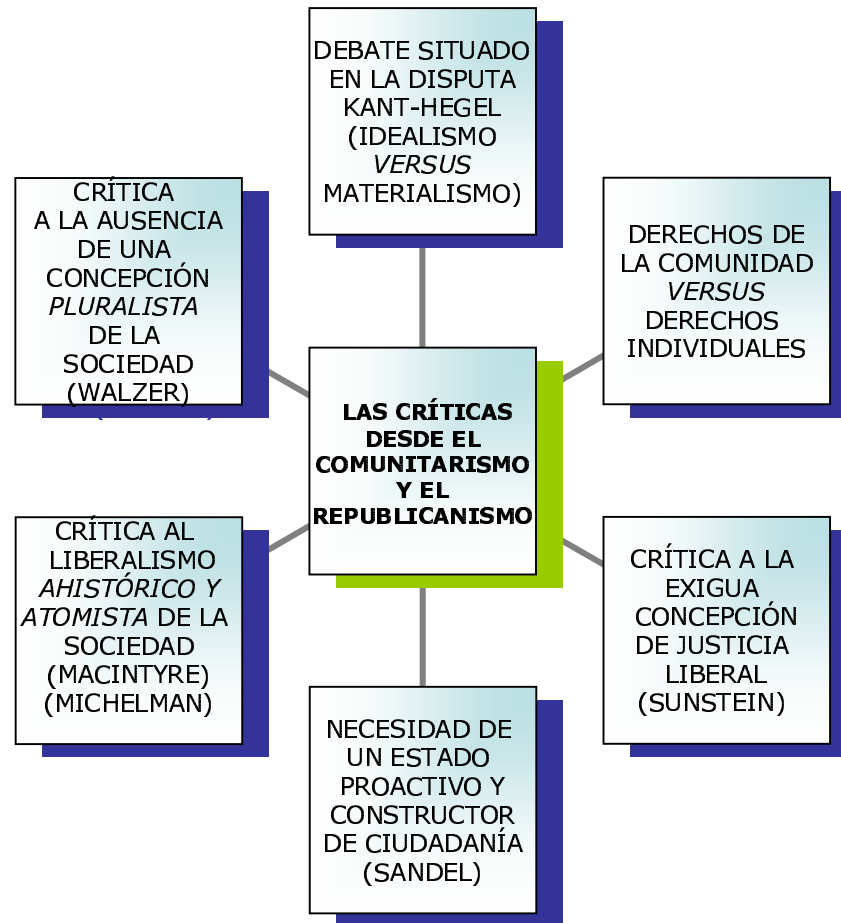 DEBATE SITUADO
EN LA DISPUTA
KANT-HEGEL
(IDEALISMO
VERSUS
MATERIALISMO)
CRÍTICA
A LA AUSENCIA
DE UNA
CONCEPCIÓN
PLURALISTA
DE LA
SOCIEDAD
(WALZER)
DERECHOS DE
LA COMUNIDAD
VERSUS
DERECHOS
INDIVIDUALES
LAS CRÍTICAS
DESDE EL
COMUNITARISMO
Y EL
REPUBLICANISMO
CRÍTICA AL
LIBERALISMO
AHISTÓRICO Y
ATOMISTA DE LA
SOCIEDAD
(MACINTYRE)
(MICHELMAN)
CRÍTICA A LA
EXIGUA
CONCEPCIÓN
DE JUSTICIA
LIBERAL
(SUNSTEIN)
NECESIDAD DE
UN ESTADO
PROACTIVO Y
CONSTRUCTOR
DE CIUDADANÍA
(SANDEL)